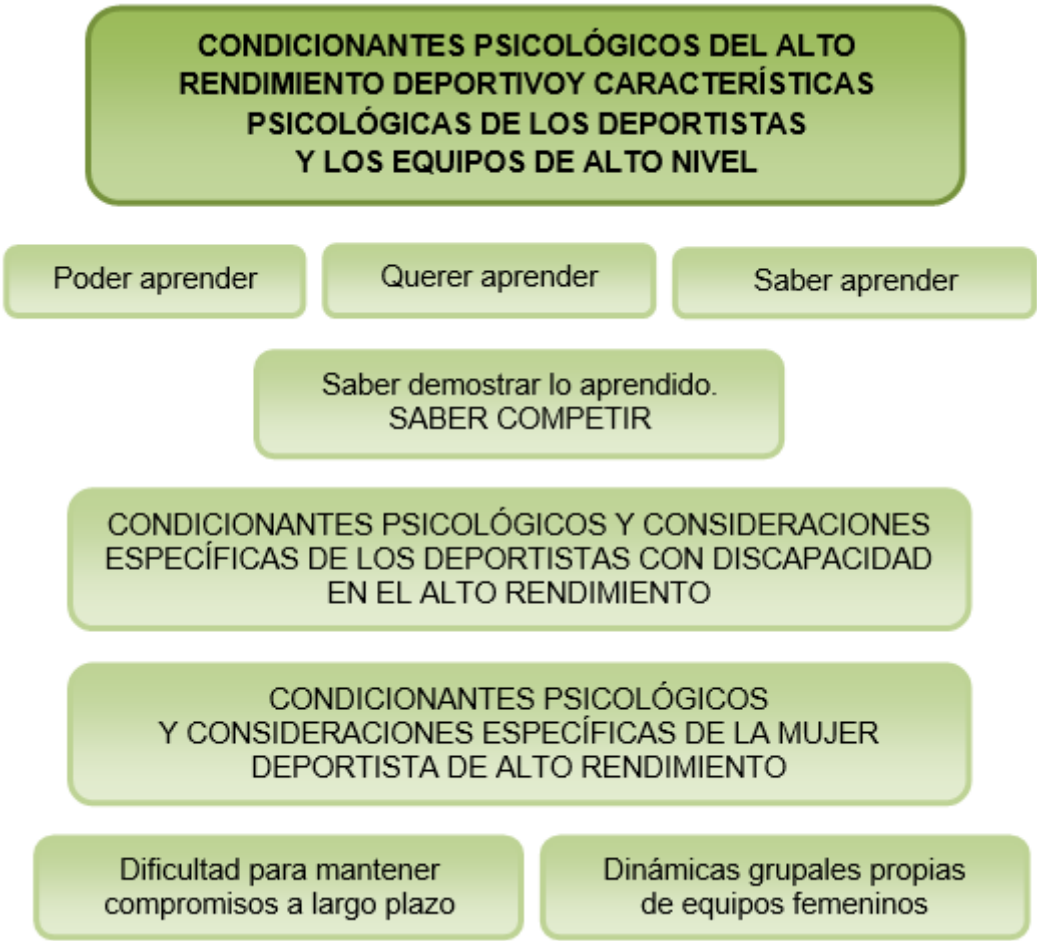 CONDICIONANTES PSICOLÓGICOS DEL ALTO
RENDIMIENTO DEPORTIVOY CARACTERÍSTICAS
PSICOLÓGICAS DE LOS DEPORTISTAS
Y LOS EQUIPOS DE ALTO NIVEL
Poder aprender
Querer aprender
Saber aprender
Saber demostrar lo aprendido.
SABER COMPETIR
CONDICIONANTES PSICOLÓGICOS Y CONSIDERACIONES
ESPECÍFICAS DE LOS DEPORTISTAS CON DISCAPACIDAD
EN EL ALTO RENDIMIENTO
CONDICIONANTES PSICOLÓGICOS
Y CONSIDERACIONES ESPECÍFICAS DE LA MUJER
DEPORTISTA DE ALTO RENDIMIENTO
Dificultad para mantener
compromisos a largo plazo
Dinámicas grupales propias
de equipos femeninos